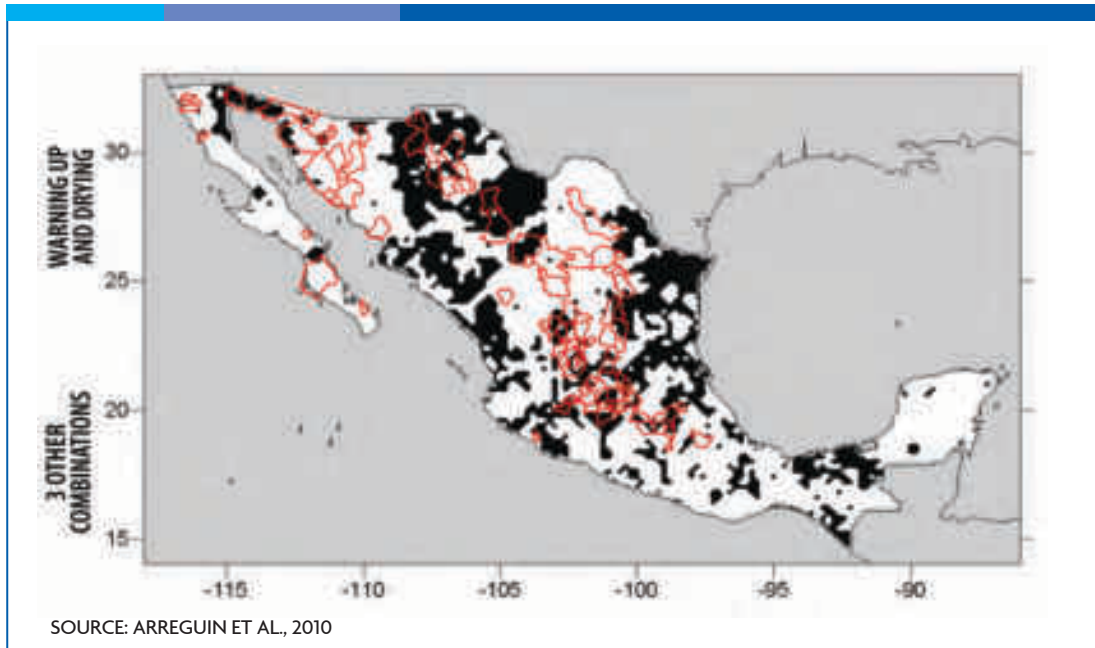 WARNING UP
AND DRYING
3 OTHER
COMBINATIONS
30
25
20
15
-115
-110
-105
-100
-95
-90
SOURCE: ARREGUIN ET AL., 2010